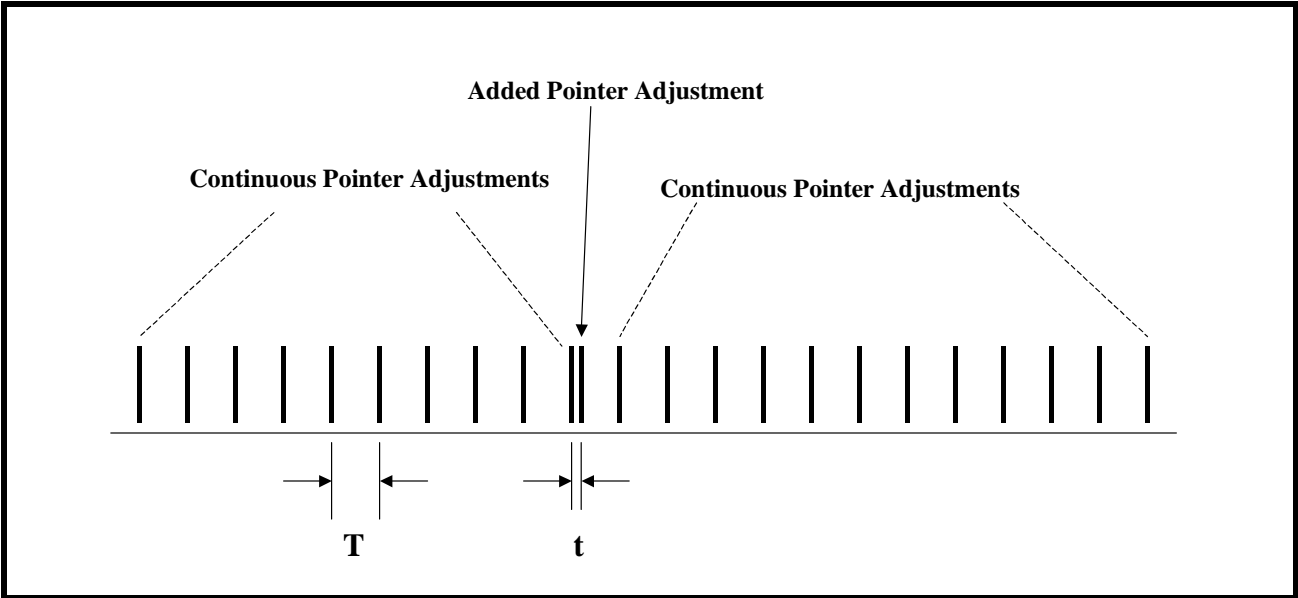 Added Pointer Adjustment
Continuous Pointer Adjustments
Continuous Pointer Adjustments
T
t